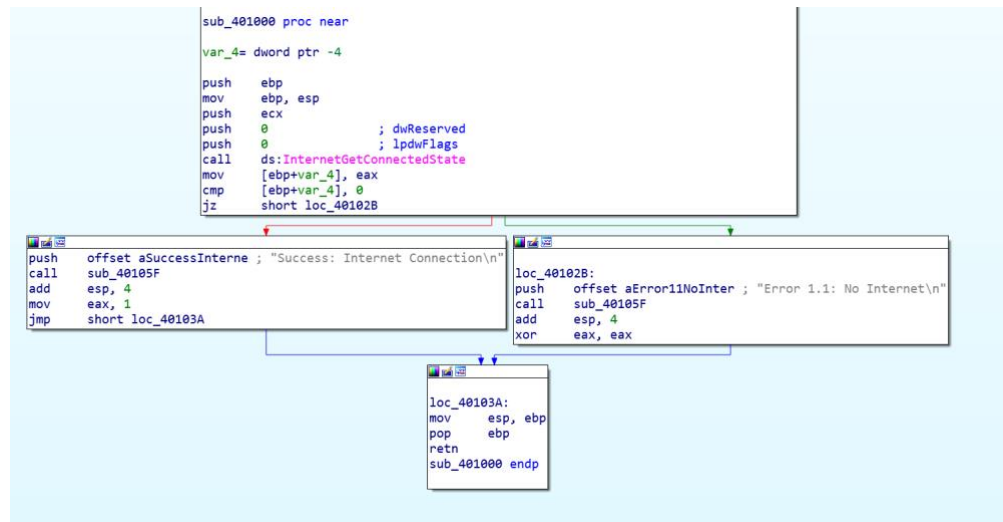 sub_401000 proc near
var_4= dword ptr -4
push    ebp
mov     ebp, esp
push    ecx
push    0               ; dwReserved
push    0               ; lpdwFlags
call    ds:InternetGetConnectedState
mov     [ebp+var_4], eax
cmp     [ebp+var_4], 0
jz      short loc_40102B
push    offset aSuccessInterne ; "Success: Internet Connection\n"
call    sub_40105F
add     esp, 4
mov     eax, 1
jmp     short loc_40103A
loc_40102B:
push    offset aError11NoInter ; "Error 1.1: No Internet\n"
call    sub_40105F
add     esp, 4
xor     eax, eax
loc_40103A:
mov     esp, ebp
pop     ebp
retn
sub_401000 endp